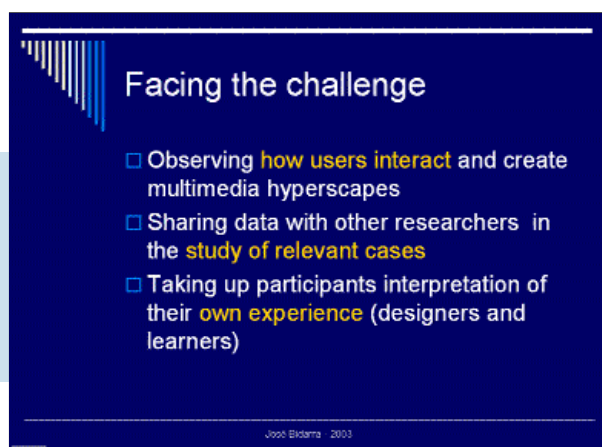 Facing the challenge
Observing how users interact and create
multimedia hyperscapes
Sharing data with other researchers in
the study of relevant cases
Taking up participants interpretation of
their own experience (designers and
learners)
José Bidarra - 2003